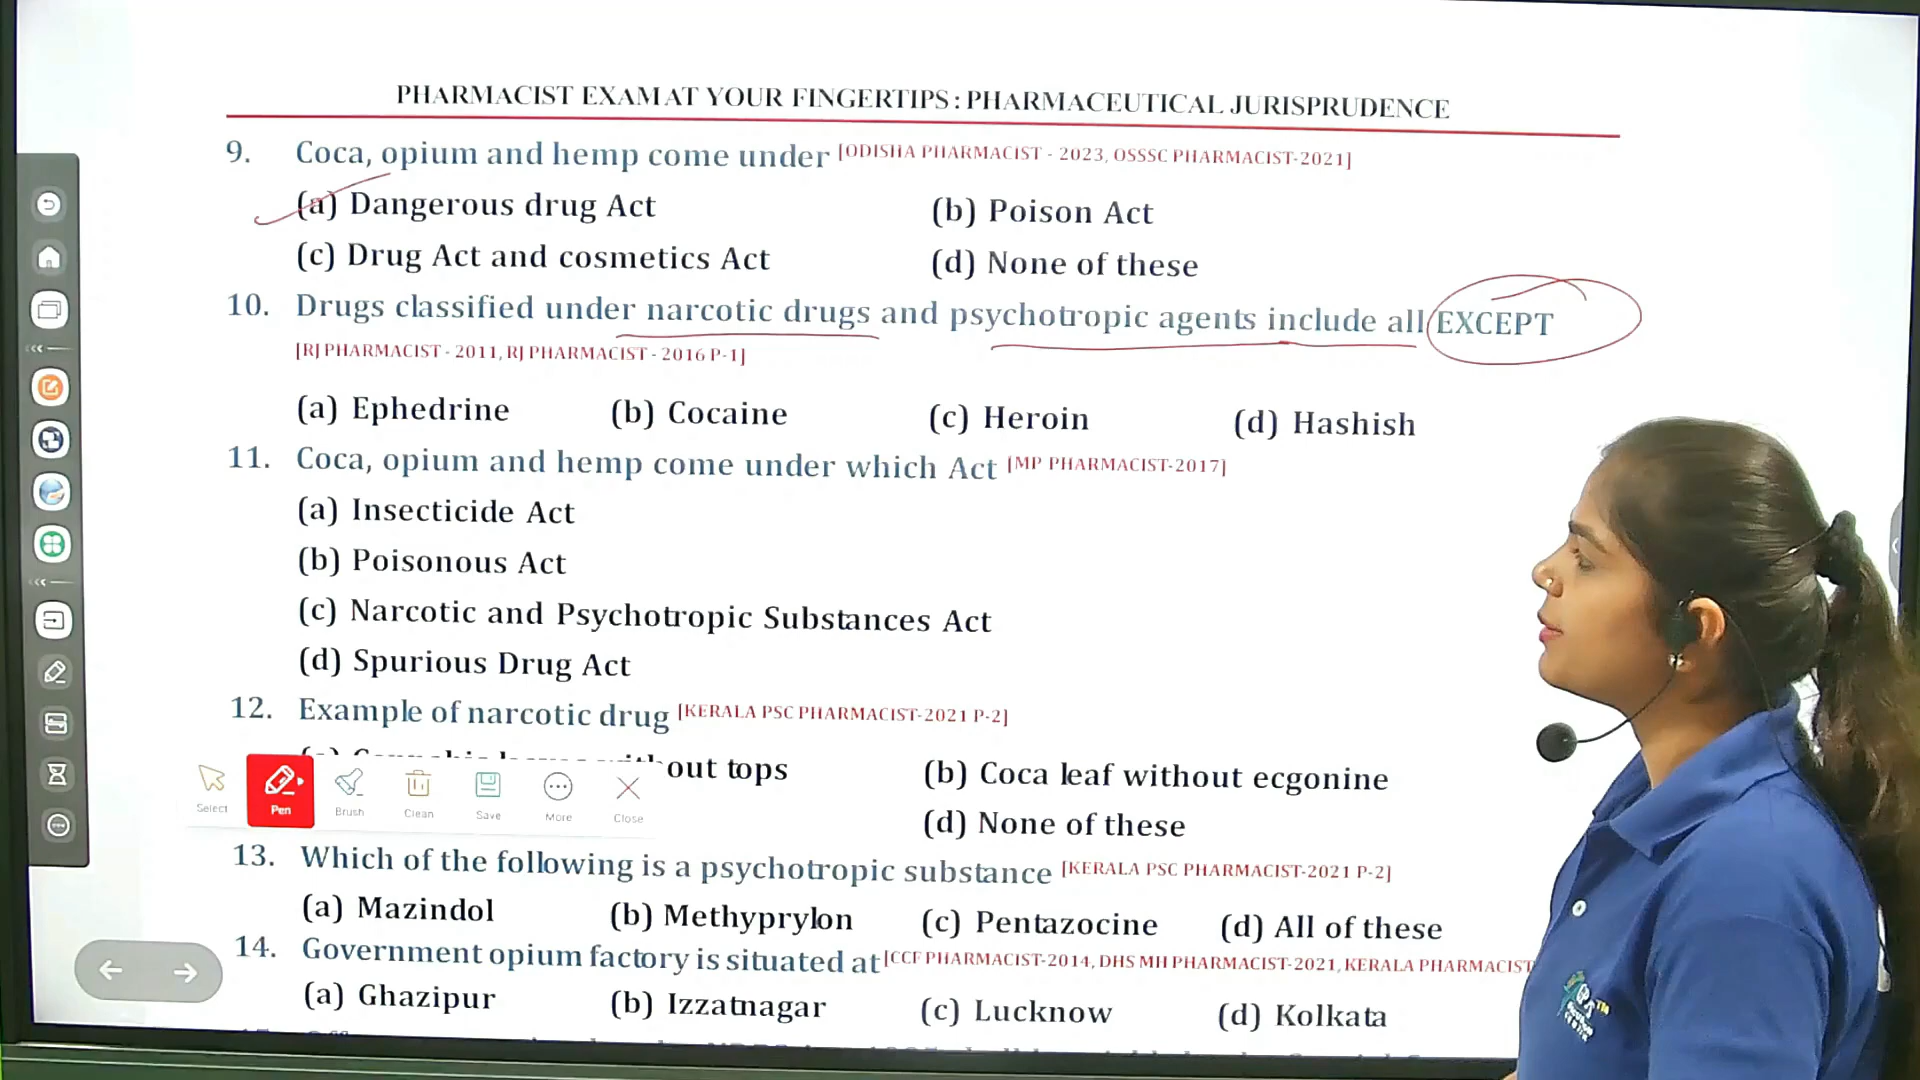 PHARMACIST EXAM AT YOUR FINGERTIPS : PHARMACEUTICAL JURISPRUDENCE
9. Coca, opium and hemp come under [ODISHA PHARMACIST - 2023, OSSSC PHARMACIST-2021]
(a) Dangerous drug Act (b) Poison Act
(c) Drug Act and cosmetics Act (d) None of these
10. Drugs classified under narcotic drugs and psychotropic agents include all EXCEPT
[RJ PHARMACIST - 2011, RJ PHARMACIST - 2016 P-1]
(a) Ephedrine (b) Cocaine (c) Heroin (d) Hashish
11. Coca, opium and hemp come under which Act [MP PHARMACIST-2017]
(a) Insecticide Act
(b) Poisonous Act
(c) Narcotic and Psychotropic Substances Act
(d) Spurious Drug Act
12. Example of narcotic drug [KERALA PSC PHARMACIST-2021 P-2]
out tops (b) Coca leaf without ecgonine
(d) None of these
Select Pen Brush Clean Save More Close
13. Which of the following is a psychotropic substance [KERALA PSC PHARMACIST-2021 P-2]
(a) Mazindol (b) Methyprylon (c) Pentazocine (d) All of these
14. Government opium factory is situated at [CCF PHARMACIST-2014, DHS MH PHARMACIST-2021, KERALA PHARMACIST
(a) Ghazipur (b) Izzatnagar (c) Lucknow (d) Kolkata